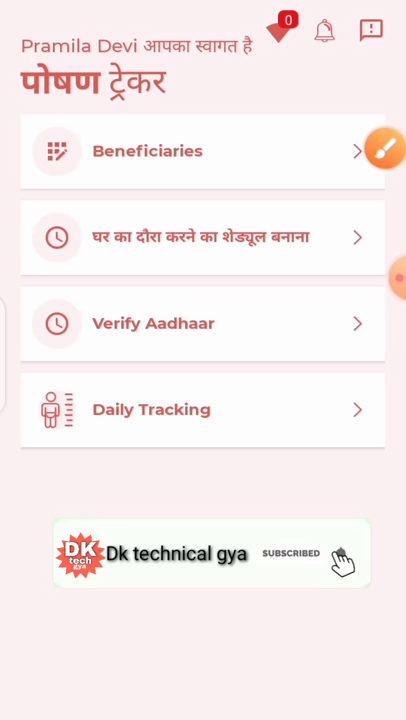 0
Pramila Devi आपका स्वागत है
पोषण ट्रेकर
Beneficiaries
घर का दौरा करने का शेड्यूल बनाना
Verify Aadhaar
Daily Tracking
DK
tech
gya
Dk technical gya
SUBSCRIBED